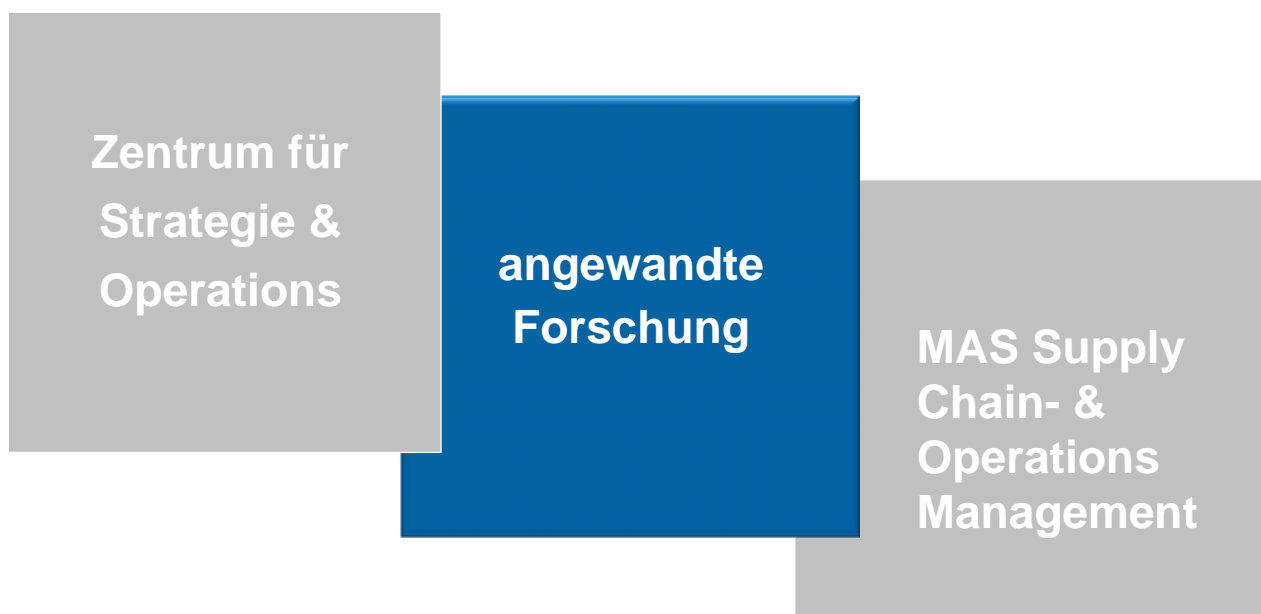 Zentrum für
Strategie &
Operations
angewandte
Forschung
MAS Supply
Chain- &
Operations
Management